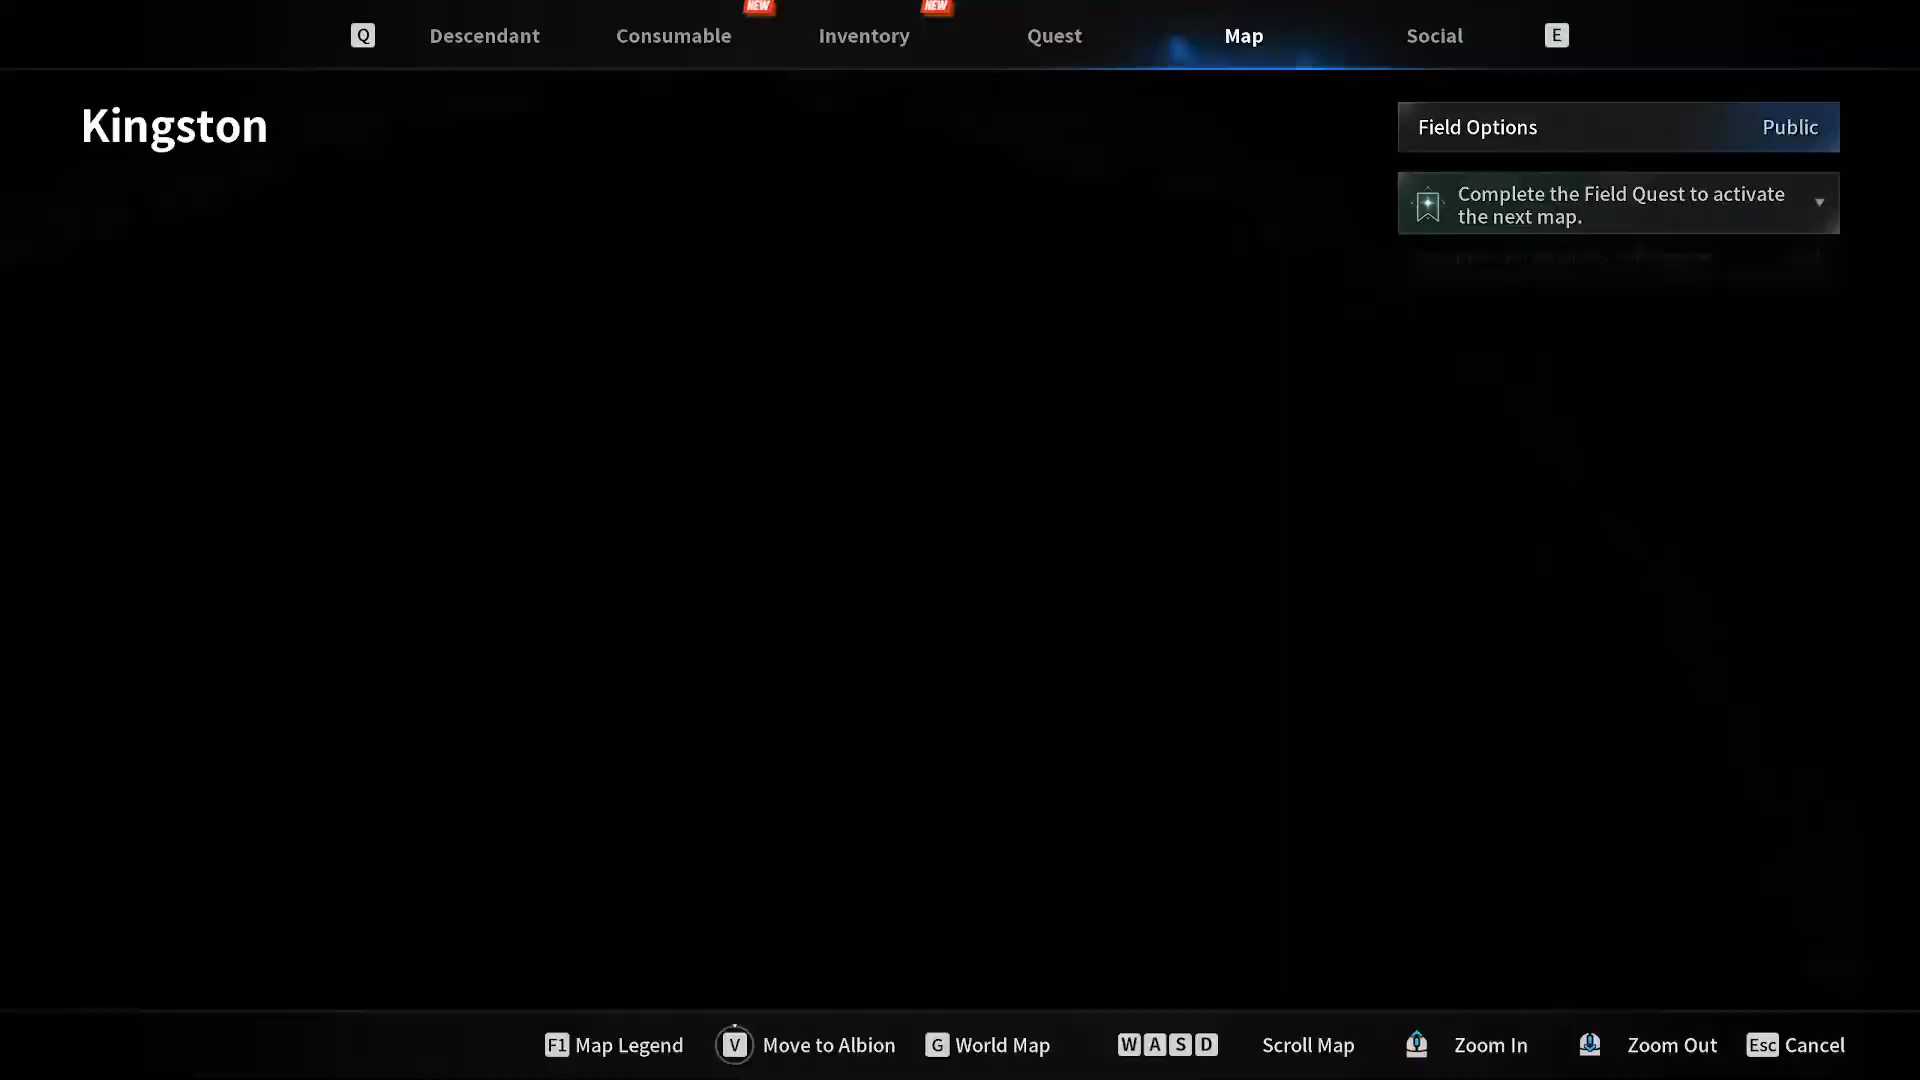 NEW NEW
Q Descendant Consumable Inventory Quest Map Social E
Kingston
Field Options Public
Complete the Field Quest to activate
the next map.
F1 Map Legend V Move to Albion G World Map W A S D Scroll Map Zoom In Zoom Out Esc Cancel